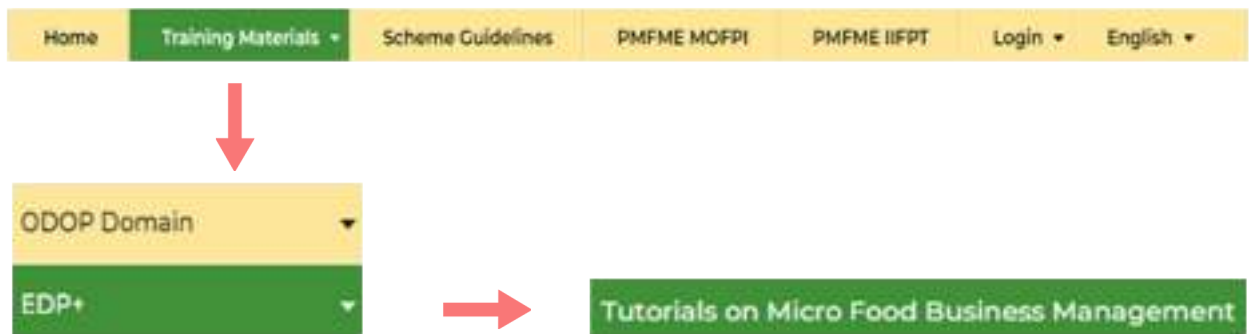 Home Training Materials Scheme Guidelines PMFME MOFPI PMFME IIFPT Login English
ODOP Domain
EDP+
Tutorials on Micro Food Business Management